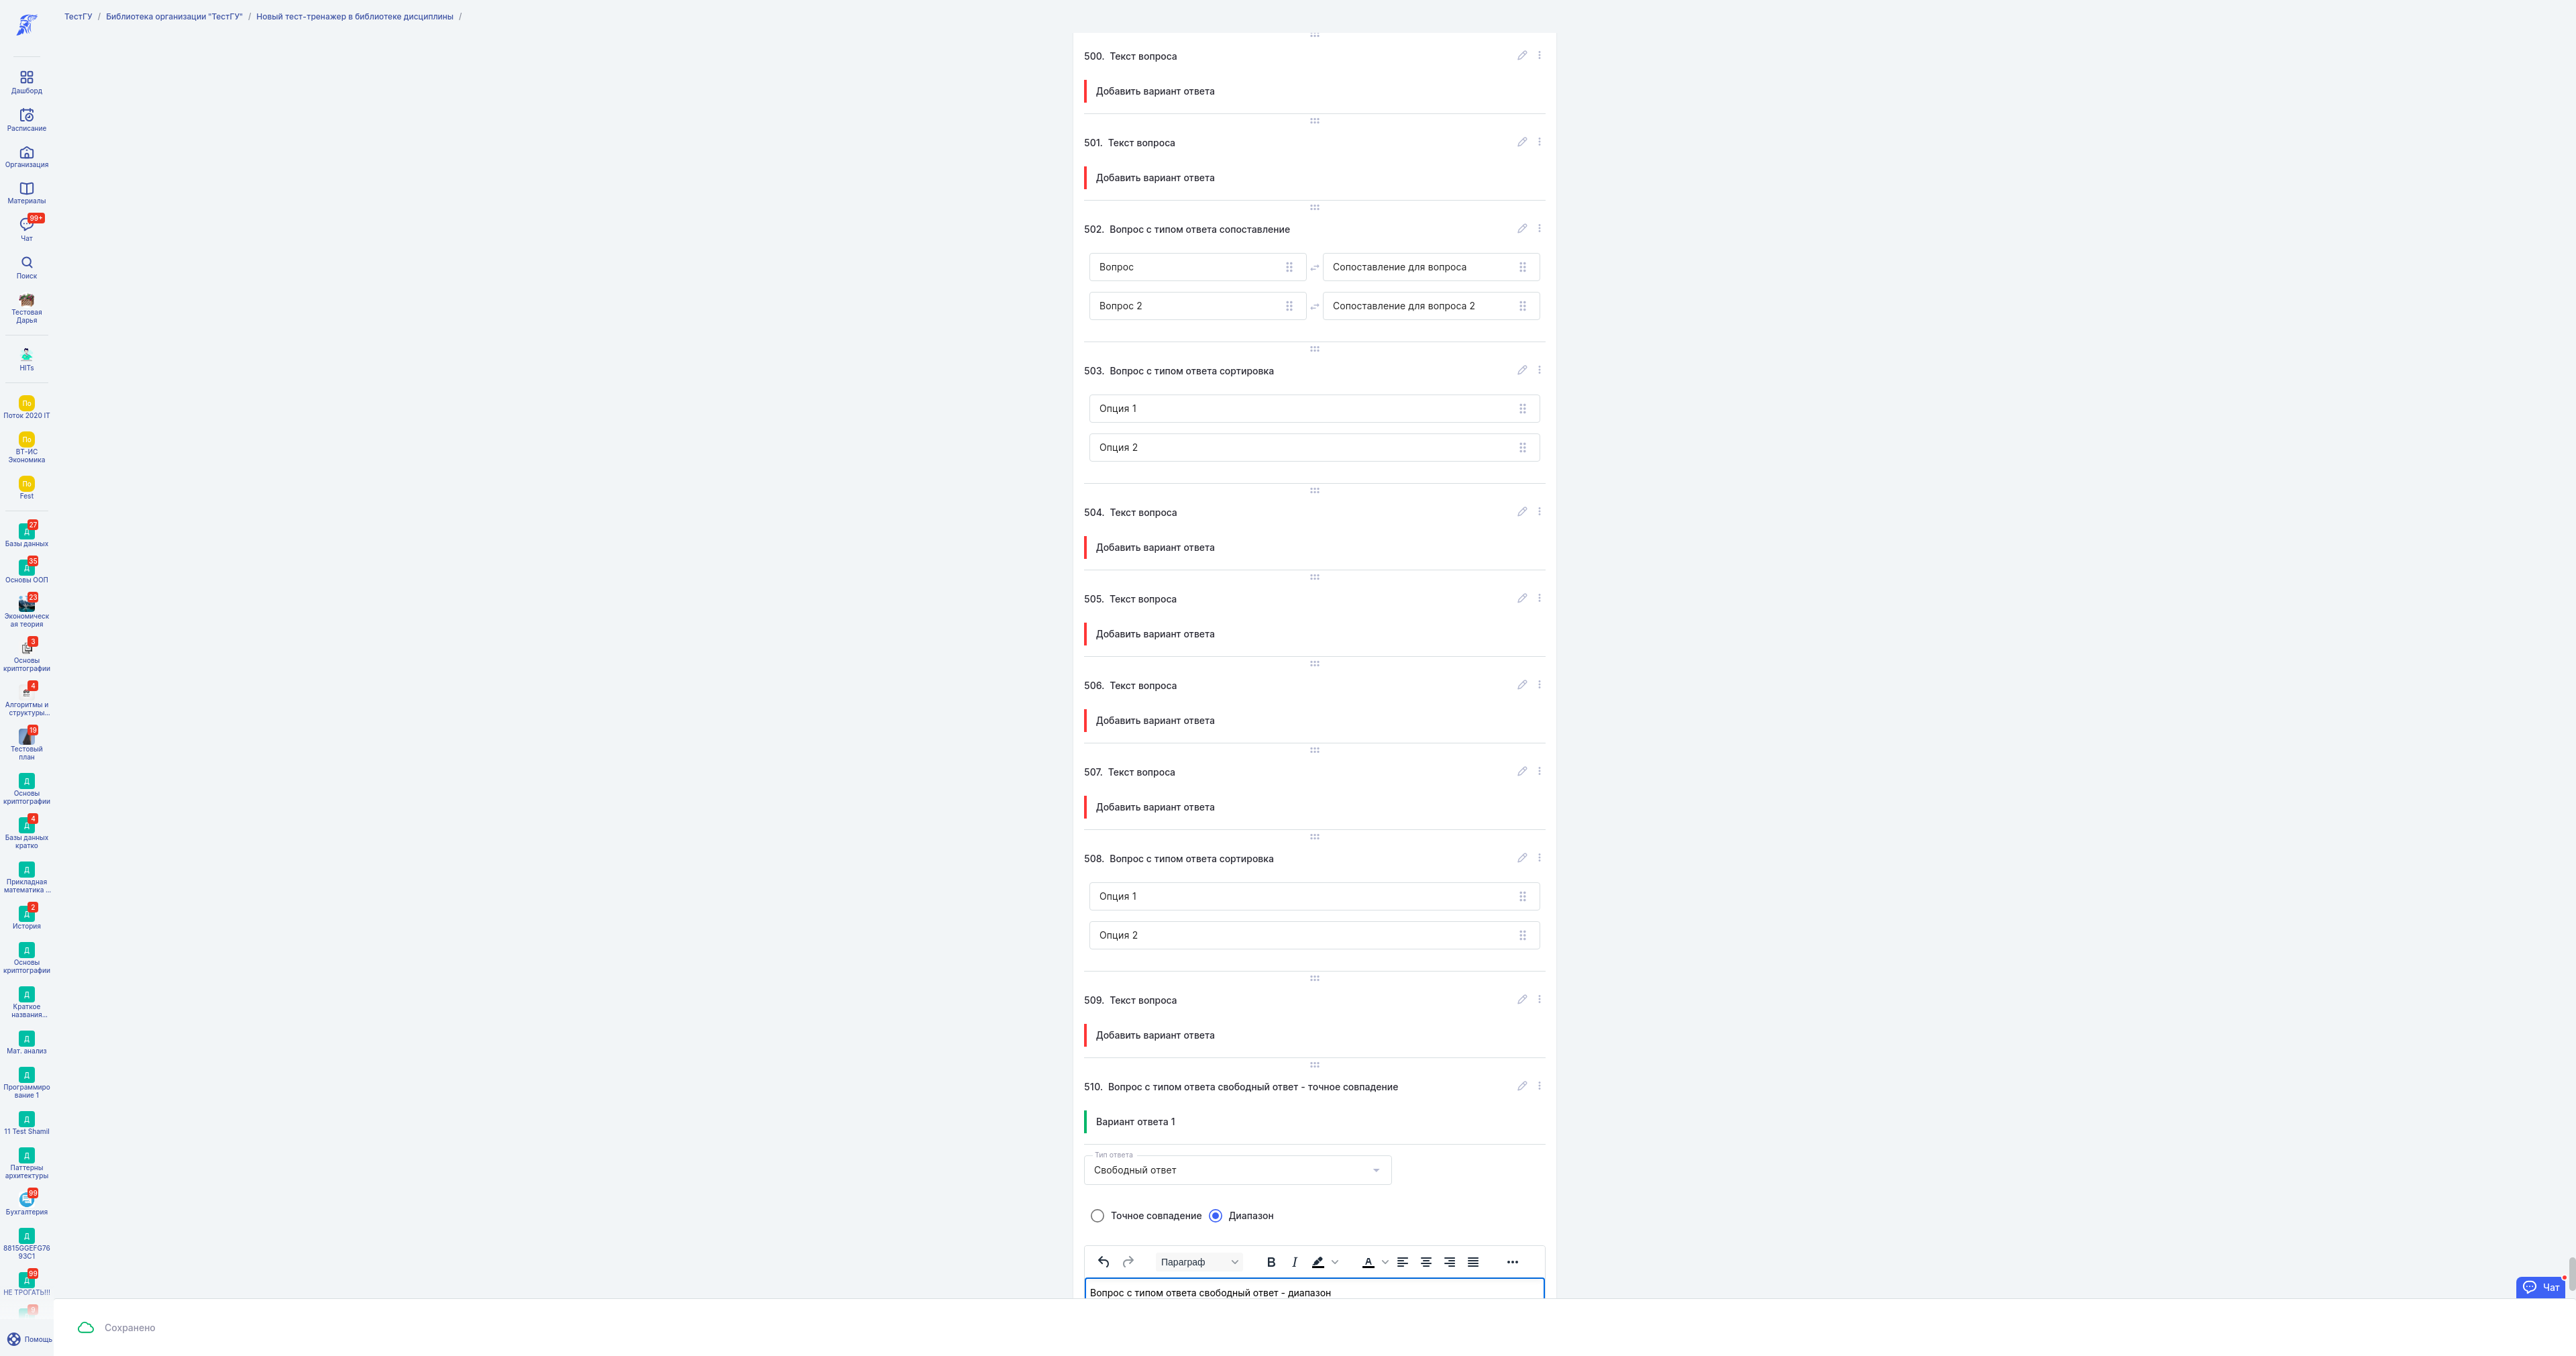 ТестГУ / Библиотека организации "ТестГУ" / Новый тест-тренажер в библиотеке дисциплины /
Дашборд
Расписание
Организация
Материалы
99+
Чат
Поиск
Тестовая
Дарья
HITs
По
Поток 2020 IT
По
ВТ-ИС
Экономика
По
Fest
27
Д
Базы данных
35
Д
Основы ООП
23
Экономическ
ая теория
3
Основы
криптографии
4
Алгоритмы и
структуры...
19
Тестовый
план
Д
Основы
криптографии
4
Д
Базы данных
кратко
Д
Прикладная
математика ...
2
Д
История
Д
Основы
криптографии
Д
Краткое
названия...
Д
Мат. анализ
Д
Программиро
вание 1
Д
11 Test Shamil
Д
Паттерны
архитектуры
99
Бухгалтерия
Д
8815GGEFG76
93C1
99
Д
НЕ ТРОГАТЬ!!!
Помощь
500. Текст вопроса
Добавить вариант ответа
501. Текст вопроса
Добавить вариант ответа
502. Вопрос с типом ответа сопоставление
Вопрос Сопоставление для вопроса
Вопрос 2 Сопоставление для вопроса 2
503. Вопрос с типом ответа сортировка
Опция 1
Опция 2
504. Текст вопроса
Добавить вариант ответа
505. Текст вопроса
Добавить вариант ответа
506. Текст вопроса
Добавить вариант ответа
507. Текст вопроса
Добавить вариант ответа
508. Вопрос с типом ответа сортировка
Опция 1
Опция 2
509. Текст вопроса
Добавить вариант ответа
510. Вопрос с типом ответа свободный ответ - точное совпадение
Вариант ответа 1
Тип ответа
Свободный ответ
Точное совпадение Диапазон
Параграф B I A
Вопрос с типом ответа свободный ответ - диапазон
Чат
Сохранено